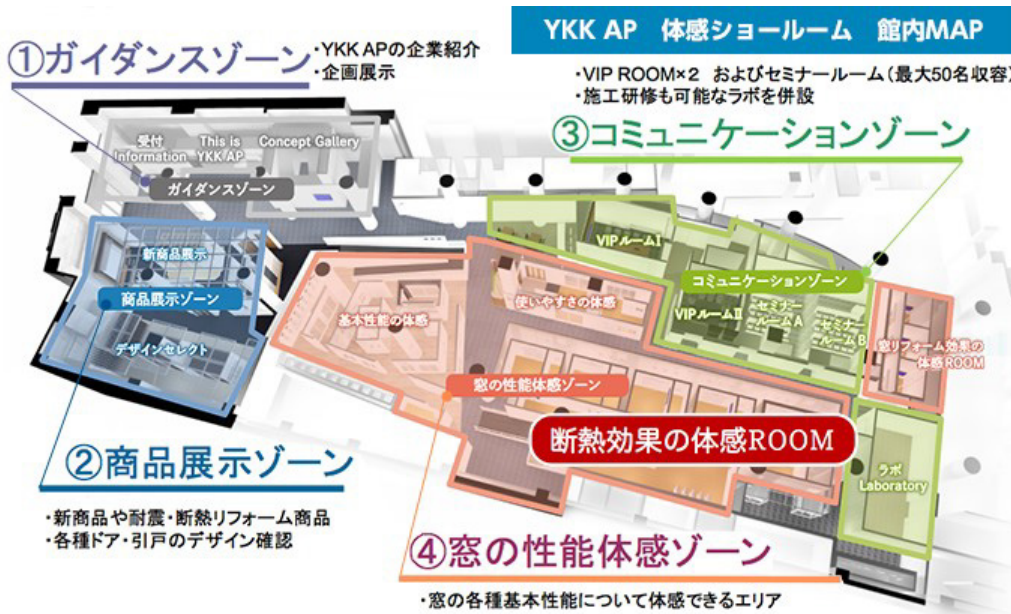 YKK AP 体感ショールーム 館内MAP
①ガイダンスゾーン
・YKK APの企業紹介
・企画展示
・VIP ROOM×2 およびセミナールーム(最大50名収容)
・施工研修も可能なラボを併設
③コミュニケーションゾーン
受付
Information
This is
YKK AP
Concept Gallery
ガイダンスゾーン
新商品展示
商品展示ゾーン
デザインセレクト
基本性能の体感
使いやすさの体感
窓の性能体感ゾーン
VIPルームⅠ
コミュニケーションゾーン
VIPルームⅡ
セミナー
ルームA
セミナー
ルームB
窓リフォーム効果の
体感ROOM
断熱効果の体感ROOM
ラボ
Laboratory
②商品展示ゾーン
・新商品や耐震・断熱リフォーム商品
・各種ドア・引戸のデザイン確認
④窓の性能体感ゾーン
・窓の各種基本性能について体感できるエリア